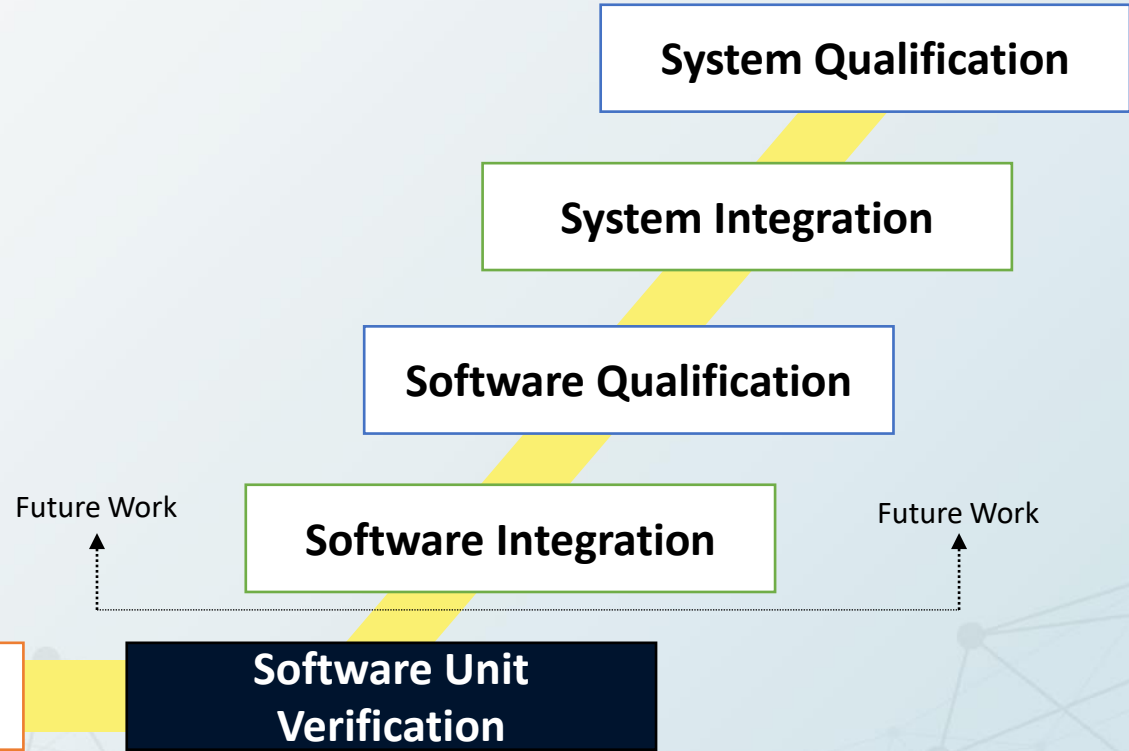 System Qualification
System Integration
Software Qualification
Future Work
Future Work
Software Integration
Software Unit
Verification